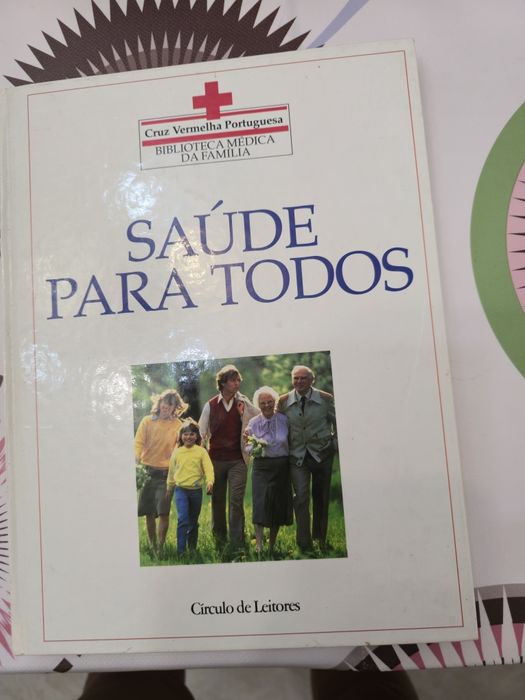 Cruz Vermelha Portuguesa
BIBLIOTECA MÉDICA
DA FAMÍLIA
SAÚDE
PARA TODOS
Círculo de Leitores